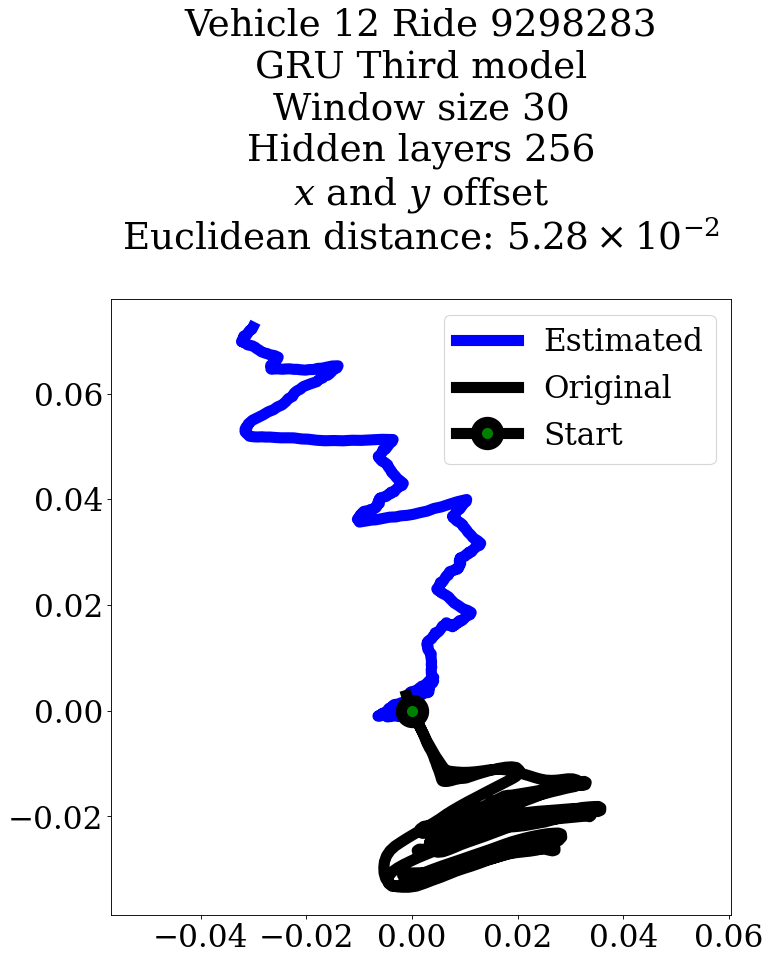 Vehicle 12 Ride 9298283
GRU Third model
Window size 30
Hidden layers 256
x and y offset
Euclidean distance: 5.28 × 10⁻²
Estimated
Original
Start
0.06
0.04
0.02
0.00
−0.02
−0.04 −0.02 0.00 0.02 0.04 0.06